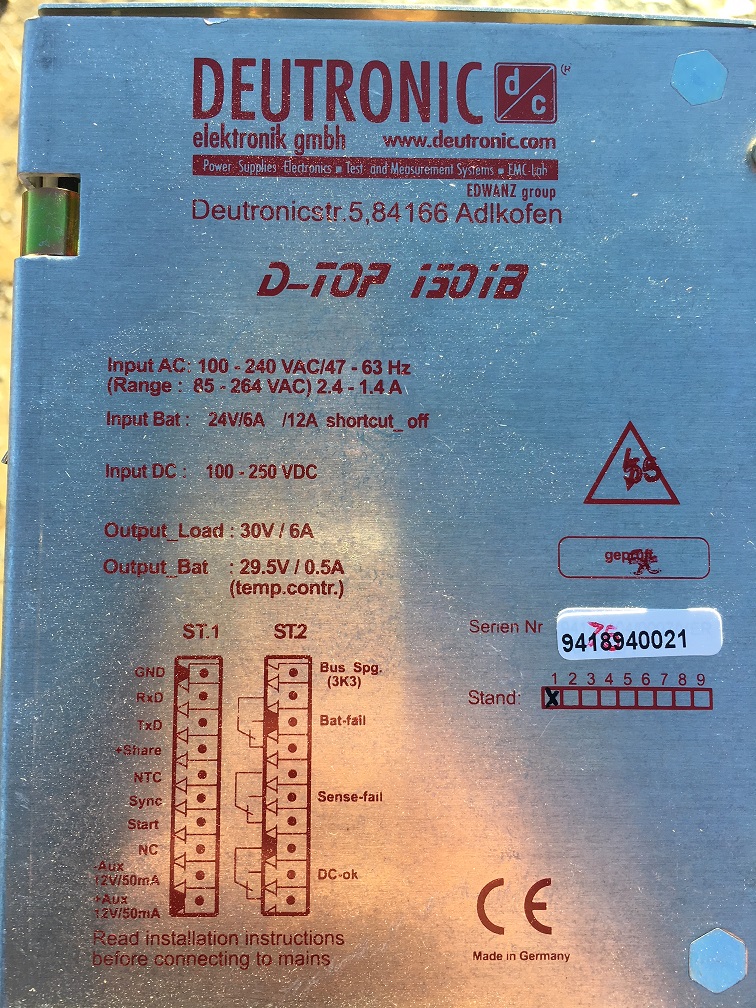 DEUTRONIC dc ®
elektronik gmbh www.deutronic.com
Power Supplies Electronics ■ Test- and Measurement Systems ■ EMC-Lab
EDWANZ group
Deutronicstr.5,84166 Adlkofen
D-TOP 150iB
Input AC: 100 - 240 VAC/47 - 63 Hz
(Range : 85 - 264 VAC) 2.4 - 1.4 A
Input Bat : 24V/6A /12A shortcut_off
Input DC : 100 - 250 VDC
Output_Load : 30V / 6A
Output_Bat : 29.5V / 0.5A
(temp.contr.)
geprüft
Serien Nr
9418940021
1 2 3 4 5 6 7 8 9
Stand: X
ST.1 ST.2
GND
RxD
TxD
+Share
NTC
Sync
Start
NC
-Aux
12V/50mA
+Aux
12V/50mA
Bus Spg.
(3K3)
Bat-fail
Sense-fail
DC-ok
Read installation instructions
before connecting to mains
CE
Made in Germany